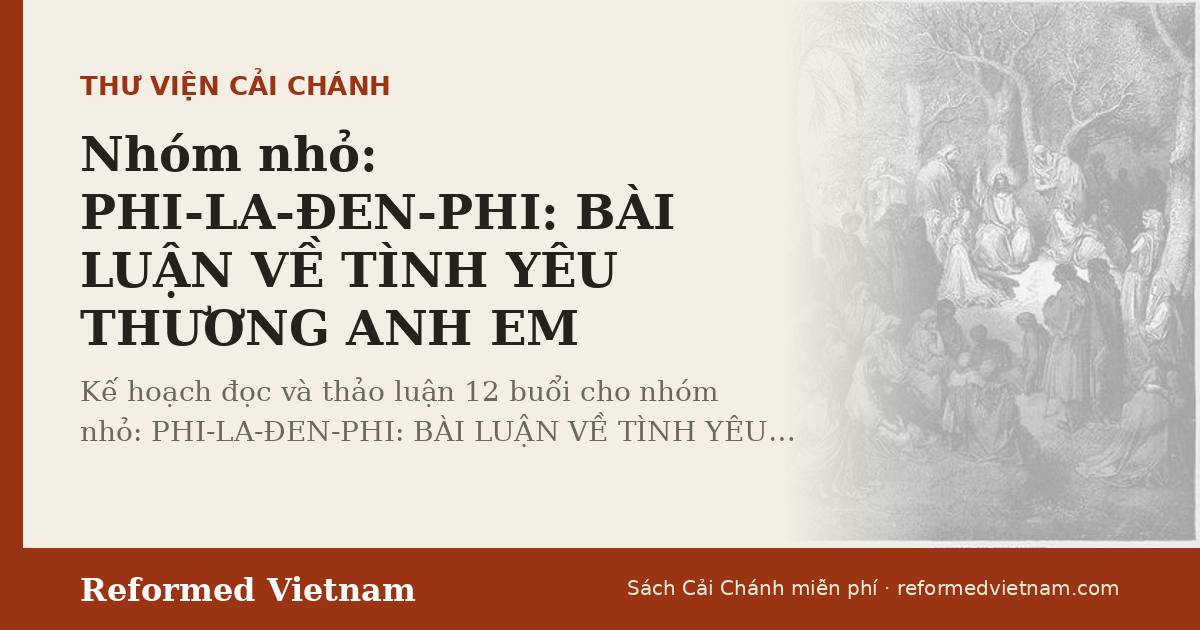 THƯ VIỆN CẢI CHÁNH
Nhóm nhỏ:
PHI-LA-ĐEN-PHI: BÀI
LUẬN VỀ TÌNH YÊU
THƯƠNG ANH EM
Kế hoạch đọc và thảo luận 12 buổi cho nhóm
nhỏ: PHI-LA-ĐEN-PHI: BÀI LUẬN VỀ TÌNH YÊU...
Reformed Vietnam
Sách Cải Chánh miễn phí · reformedvietnam.com